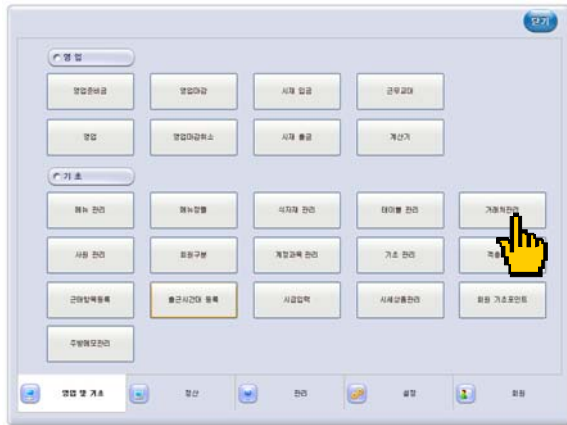 닫기
영 업
영업준비금 영업마감 시재 입금 근무교대
영업 영업마감취소 시재 출금 계산기
기 초
메뉴 관리 메뉴정렬 식자재 관리 테이블 관리 거래처관리
사원 관리 회원구분 계정과목 관리 기초 관리
근태항목등록 출근시간대 등록 시급입력 시세상품관리 회원 기초포인트
주방메모관리
영업 및 기초 정산 관리 설정 회원